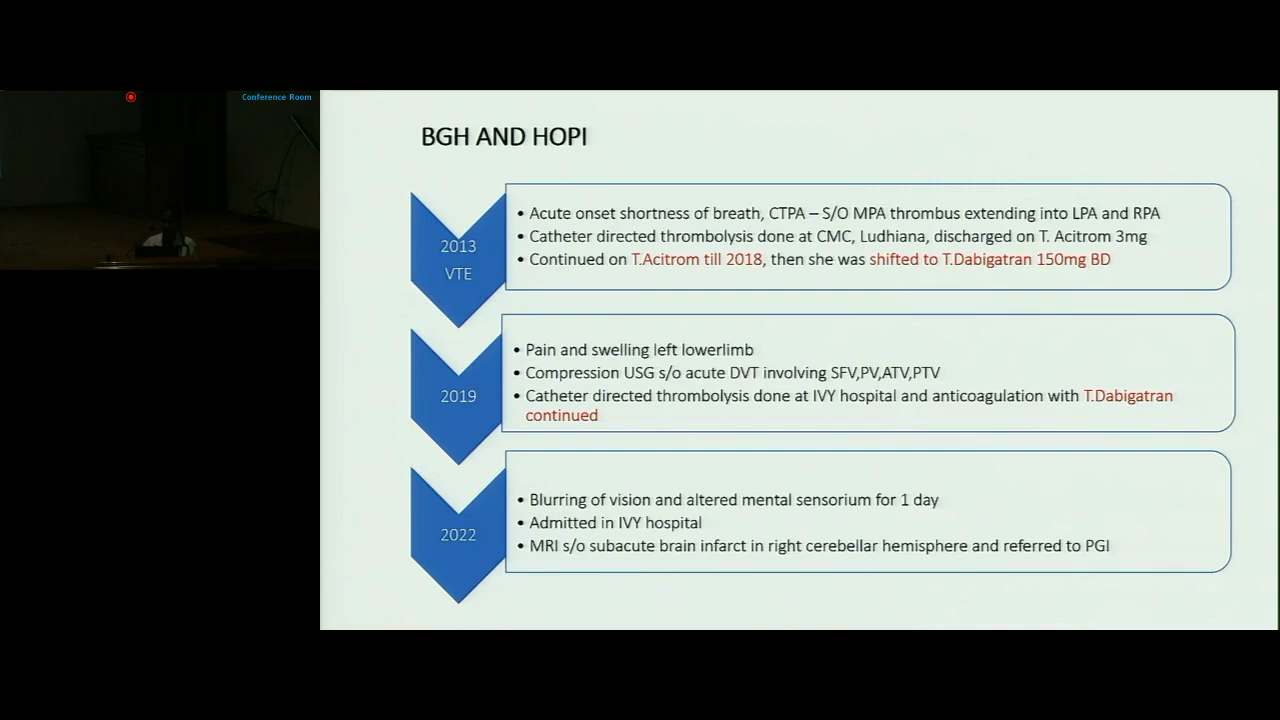 Conference Room
BGH AND HOPI
2013
VTE
• Acute onset shortness of breath, CTPA – S/O MPA thrombus extending into LPA and RPA
• Catheter directed thrombolysis done at CMC, Ludhiana, discharged on T. Acitrom 3mg
• Continued on T.Acitrom till 2018, then she was shifted to T.Dabigatran 150mg BD
2019
• Pain and swelling left lowerlimb
• Compression USG s/o acute DVT involving SFV,PV,ATV,PTV
• Catheter directed thrombolysis done at IVY hospital and anticoagulation with T.Dabigatran
continued
2022
• Blurring of vision and altered mental sensorium for 1 day
• Admitted in IVY hospital
• MRI s/o subacute brain infarct in right cerebellar hemisphere and referred to PGI